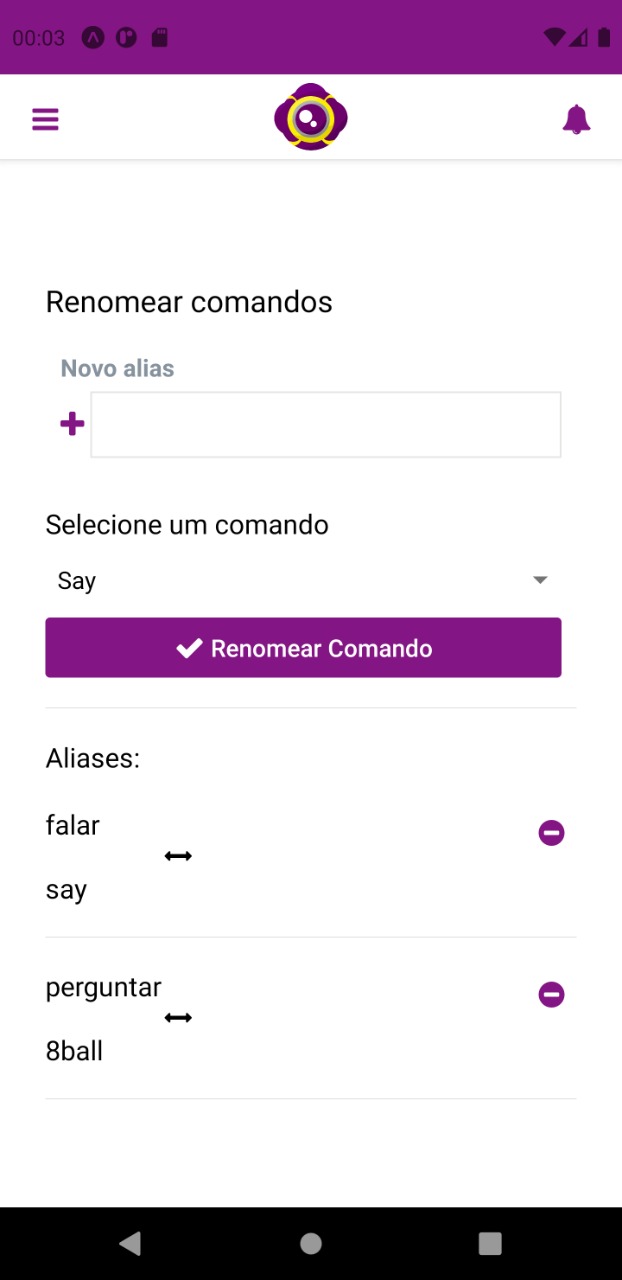 00:03
Renomear comandos
Novo alias
Selecione um comando
Say
Renomear Comando
Aliases:
falar
say
perguntar
8ball